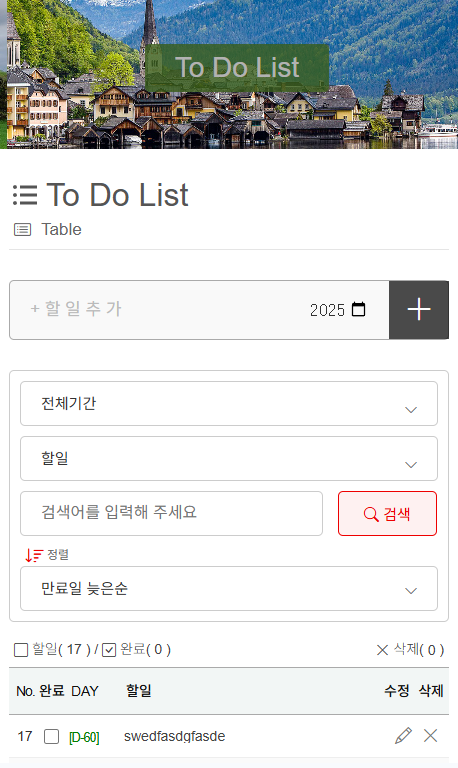 To Do List
To Do List
Table
+ 할 일 추 가 2025
전체기간
할일
검색어를 입력해 주세요 검색
정렬
만료일 늦은순
할일( 17 ) / 완료( 0 ) 삭제( 0 )
No. 완료 DAY 할일 수정 삭제
17 [D-60] swedfasdgfasde